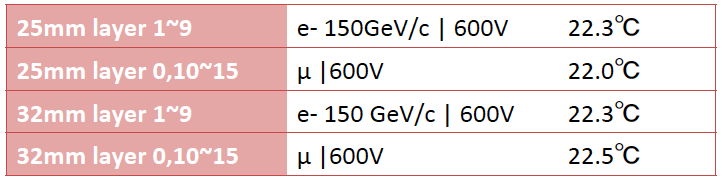 25mm layer 1~9 e- 150GeV/c | 600V 22.3℃
25mm layer 0,10~15 μ |600V 22.0℃
32mm layer 1~9 e- 150 GeV/c | 600V 22.3℃
32mm layer 0,10~15 μ |600V 22.5℃